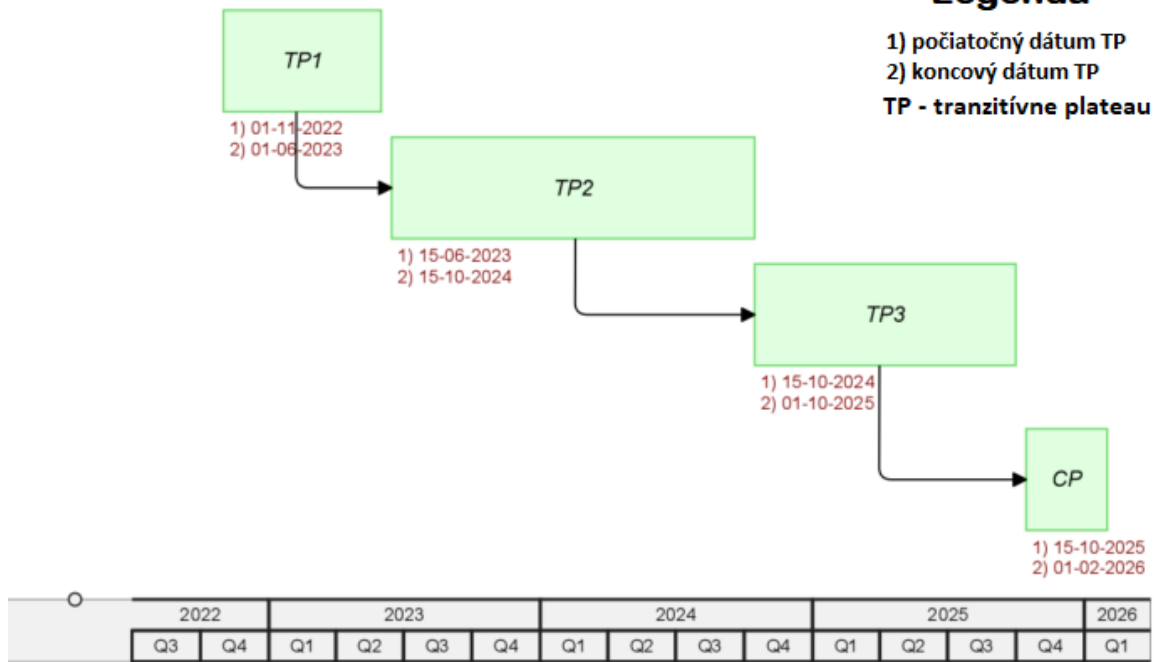 Legenda
1) počiatočný dátum TP
2) koncový dátum TP
TP - tranzitívne plateau
TP1
1) 01-11-2022
2) 01-06-2023
TP2
1) 15-06-2023
2) 15-10-2024
TP3
1) 15-10-2024
2) 01-10-2025
CP
1) 15-10-2025
2) 01-02-2026
2022 2023 2024 2025 2026
Q3 Q4 Q1 Q2 Q3 Q4 Q1 Q2 Q3 Q4 Q1 Q2 Q3 Q4 Q1